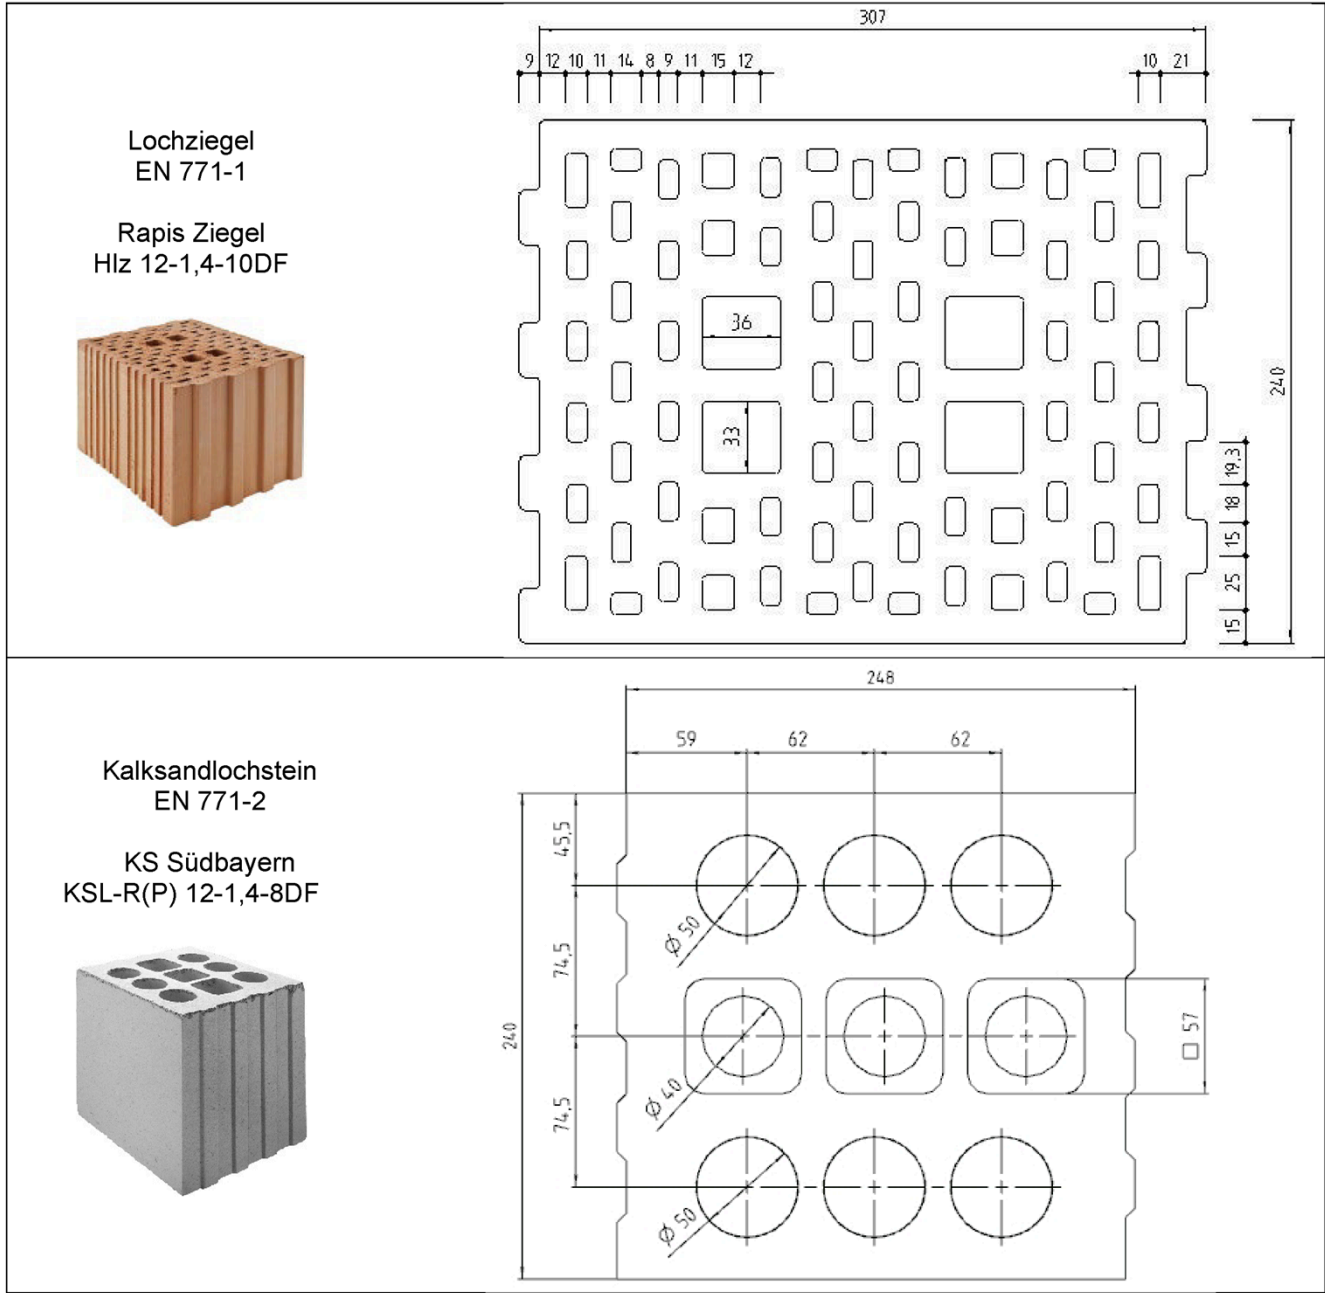 Lochziegel
EN 771-1
Rapis Ziegel
Hlz 12-1,4-10DF
307
9 12 10 11 14 8 9 11 15 12 10 21
36
33
240
19.3
18
15
25
15
Kalksandlochstein
EN 771-2
KS Südbayern
KSL-R(P) 12-1,4-8DF
248
59 62 62
45,5
74,5
74,5
240
Ø 50
Ø 40
Ø 50
□ 57